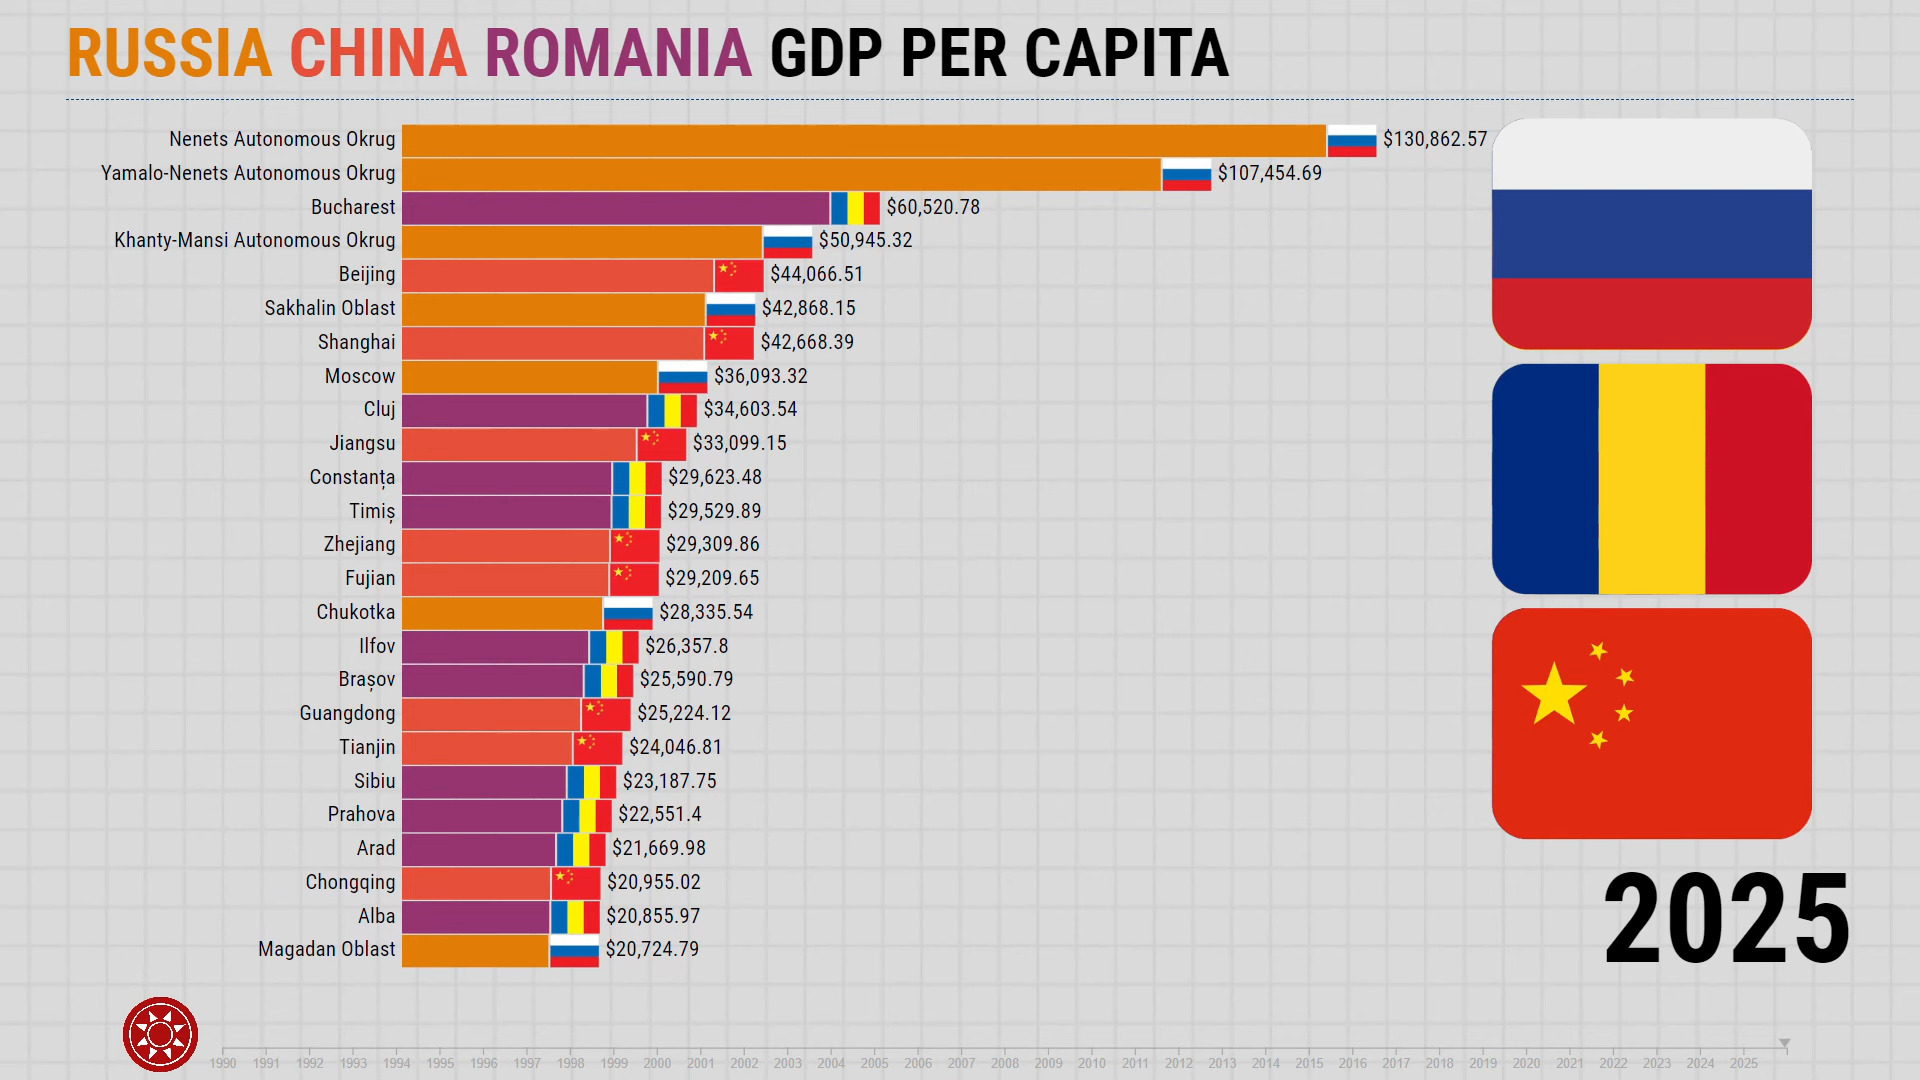 RUSSIA CHINA ROMANIA GDP PER CAPITA
Nenets Autonomous Okrug $130,862.57
Yamalo-Nenets Autonomous Okrug $107,454.69
Bucharest $60,520.78
Khanty-Mansi Autonomous Okrug $50,945.32
Beijing $44,066.51
Sakhalin Oblast $42,868.15
Shanghai $42,668.39
Moscow $36,093.32
Cluj $34,603.54
Jiangsu $33,099.15
Constanța $29,623.48
Timiș $29,529.89
Zhejiang $29,309.86
Fujian $29,209.65
Chukotka $28,335.54
Ilfov $26,357.8
Brașov $25,590.79
Guangdong $25,224.12
Tianjin $24,046.81
Sibiu $23,187.75
Prahova $22,551.4
Arad $21,669.98
Chongqing $20,955.02
Alba $20,855.97
Magadan Oblast $20,724.79
2025
1990 1991 1992 1993 1994 1995 1996 1997 1998 1999 2000 2001 2002 2003 2004 2005 2006 2007 2008 2009 2010 2011 2012 2013 2014 2015 2016 2017 2018 2019 2020 2021 2022 2023 2024 2025